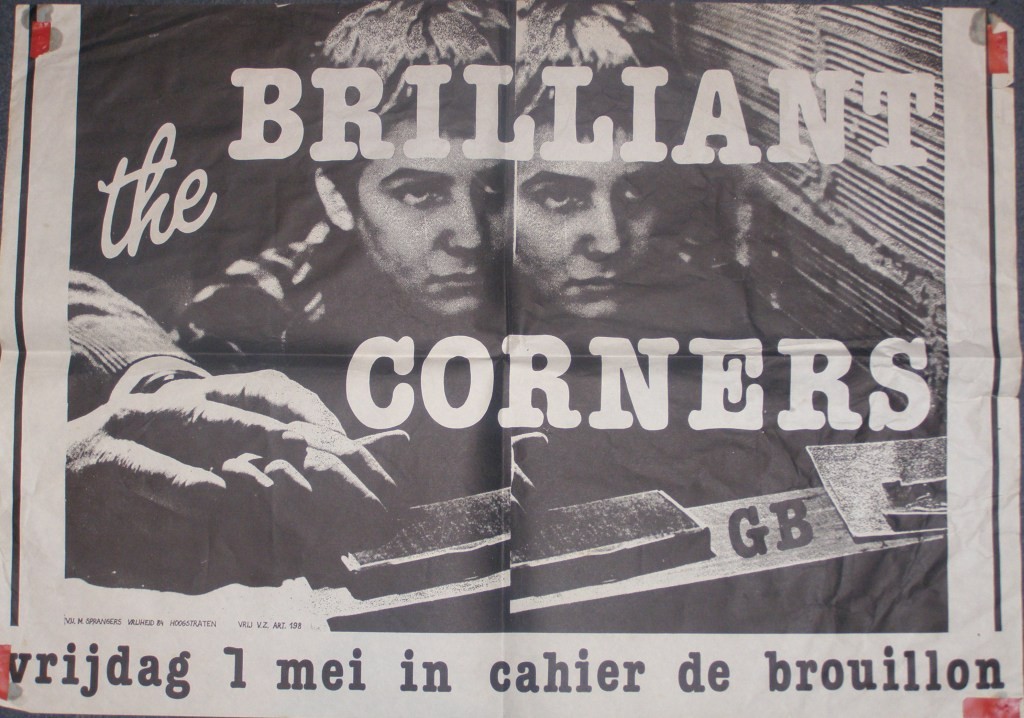 the BRILLIANT
CORNERS
GB
V.U. M. SPRANGERS VRIJHEID 84 HOOGSTRATEN VRIJ V.Z. AKT. 198
vrijdag 1 mei in cahier de brouillon